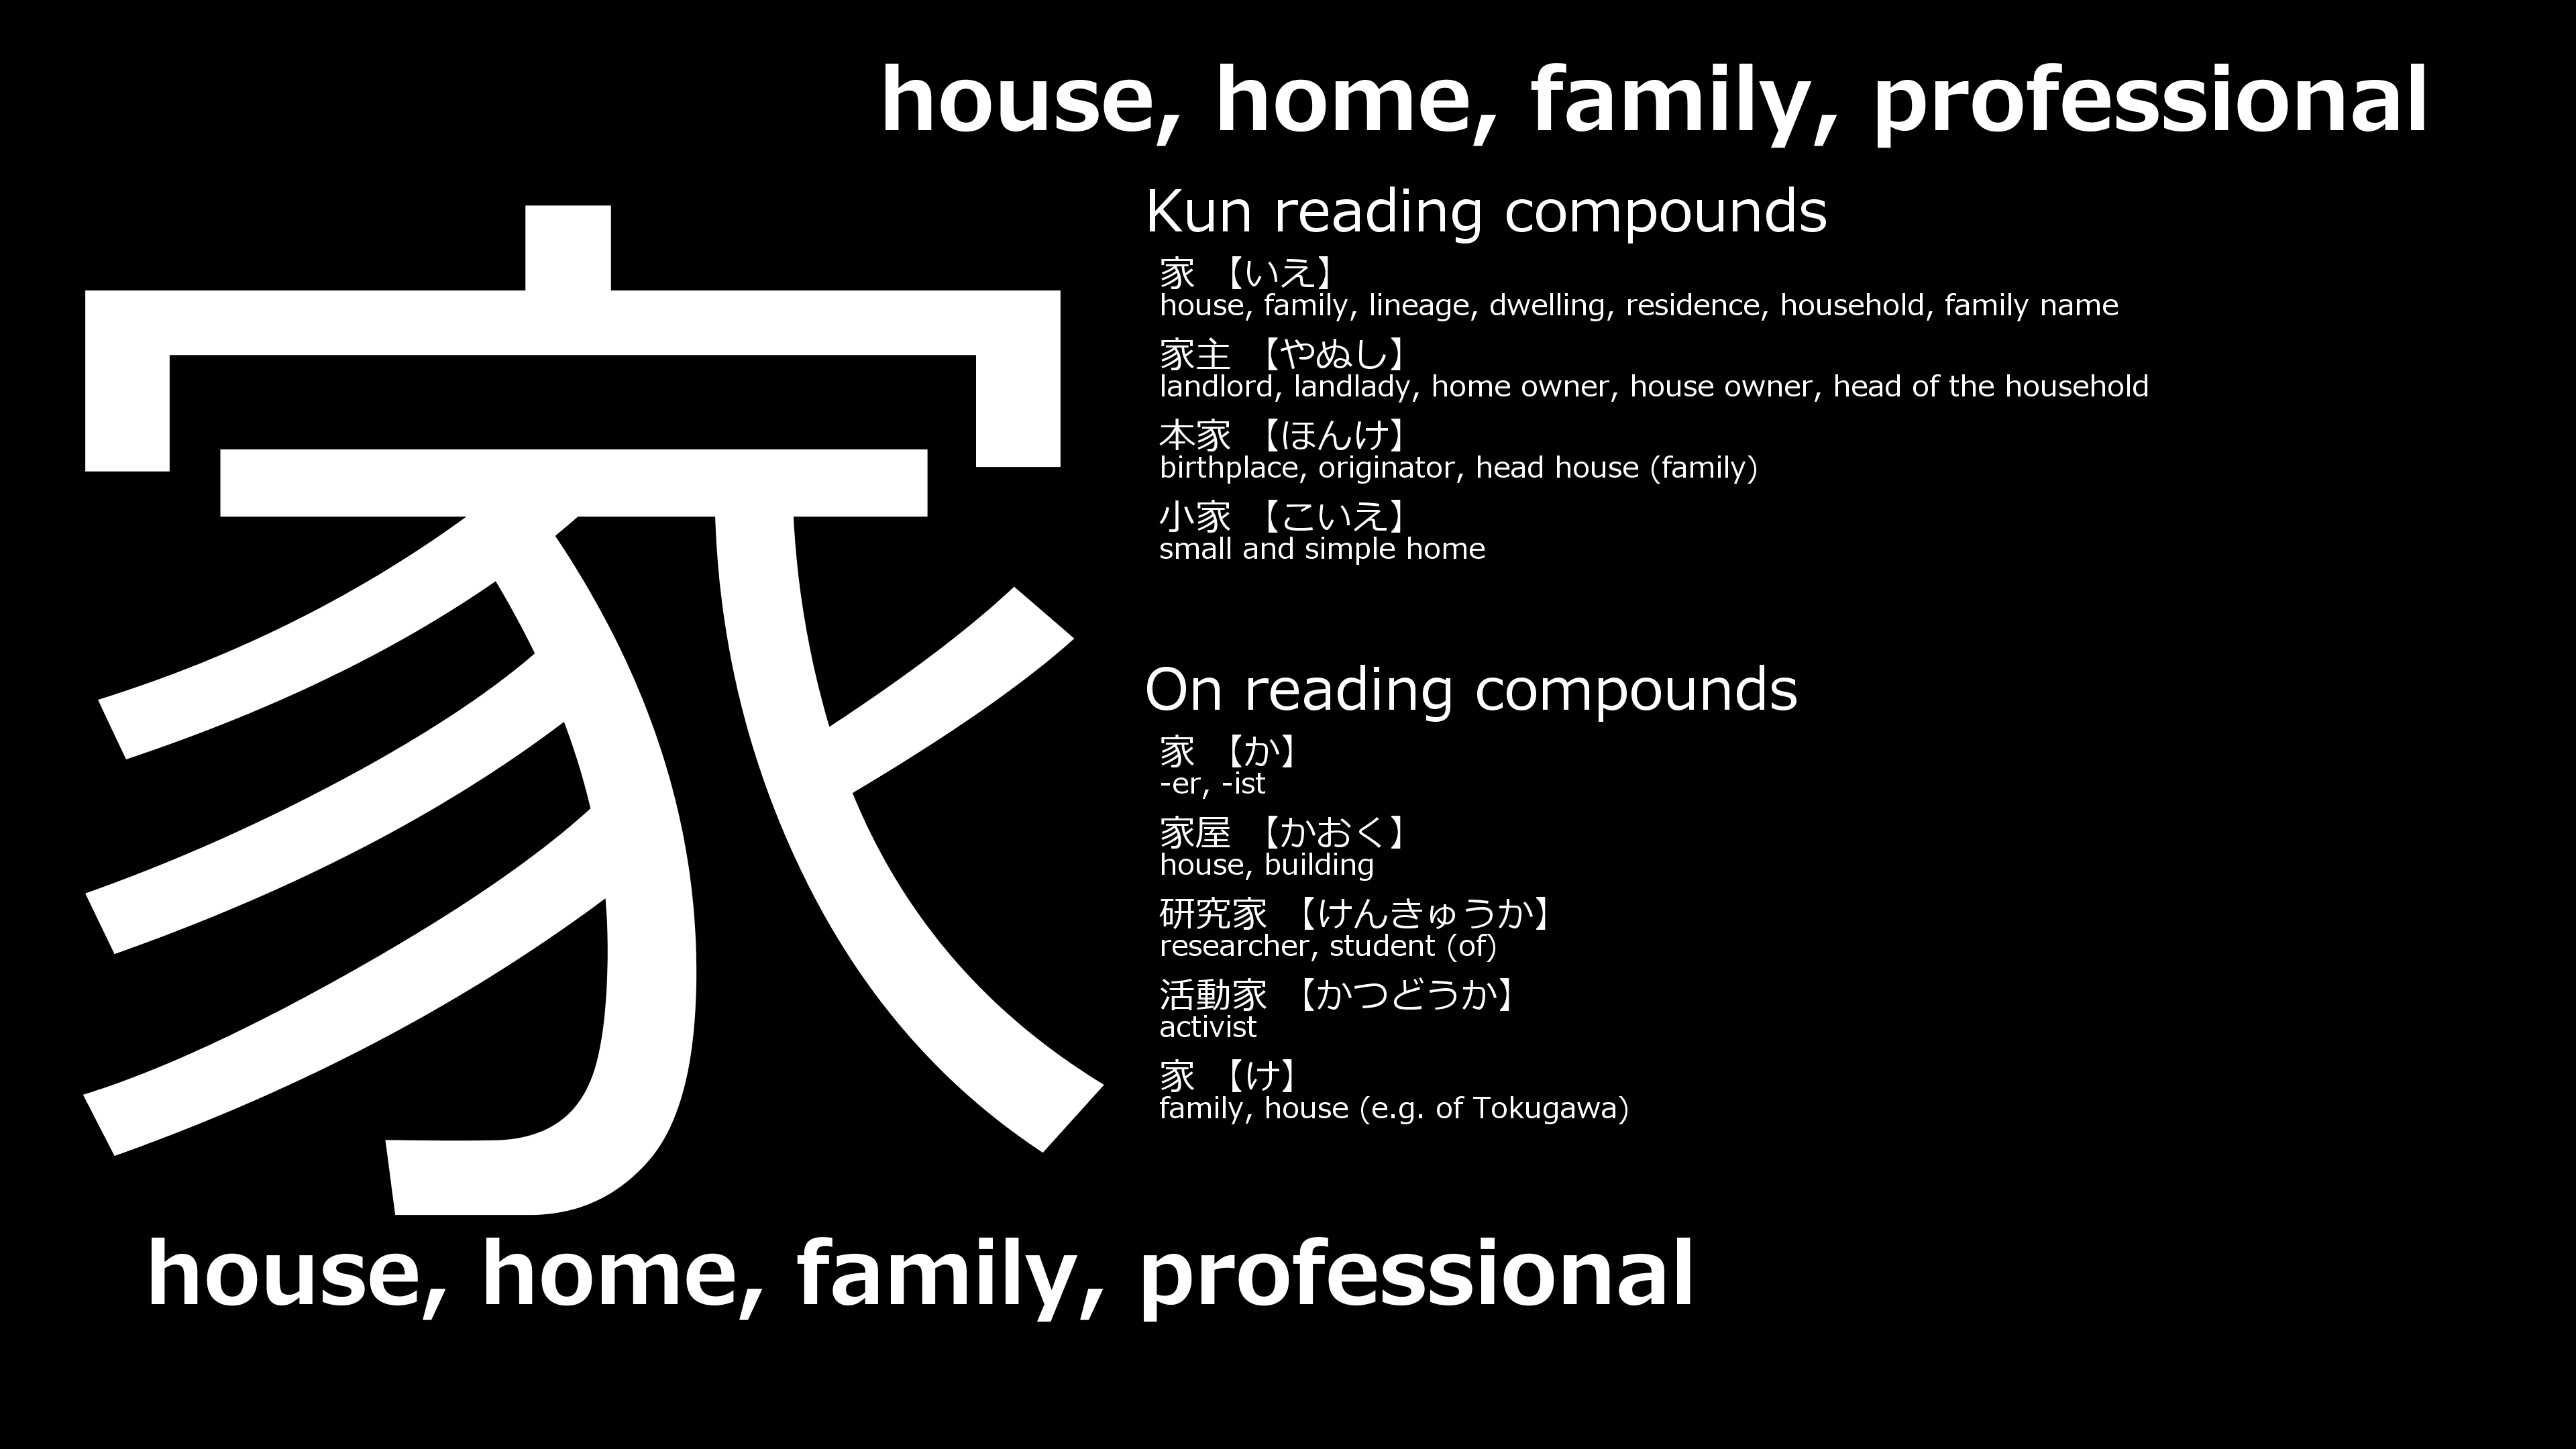 house, home, family, professional
家
Kun reading compounds
家 【いえ】
house, family, lineage, dwelling, residence, household, family name
家主 【やぬし】
landlord, landlady, home owner, house owner, head of the household
本家 【ほんけ】
birthplace, originator, head house (family)
小家 【こいえ】
small and simple home
On reading compounds
家 【か】
-er, -ist
家屋 【かおく】
house, building
研究家 【けんきゅうか】
researcher, student (of)
活動家 【かつどうか】
activist
家 【け】
family, house (e.g. of Tokugawa)
house, home, family, professional